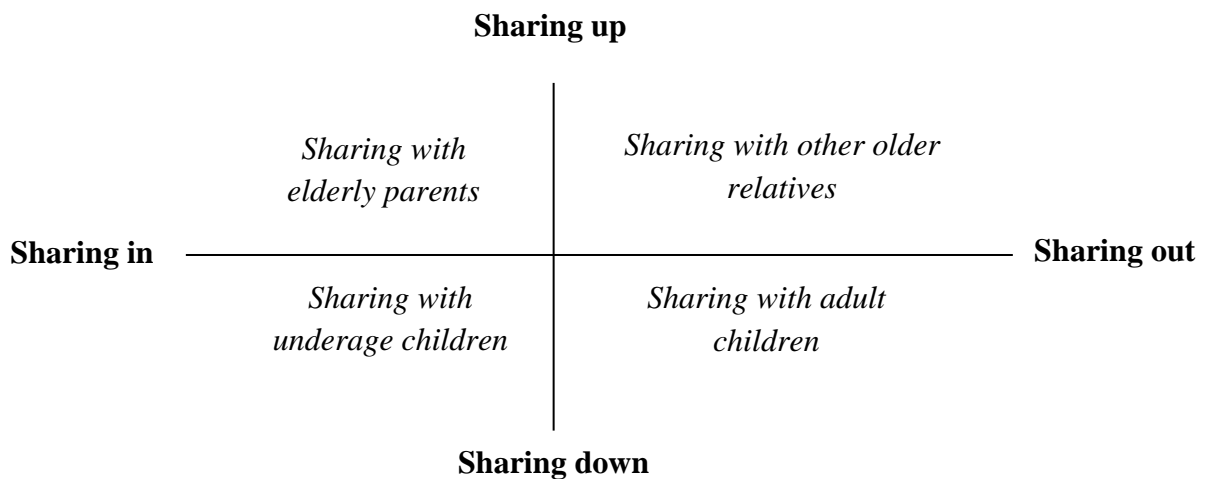 Sharing up
Sharing with
elderly parents
Sharing with other older
relatives
Sharing in
Sharing out
Sharing with
underage children
Sharing with adult
children
Sharing down